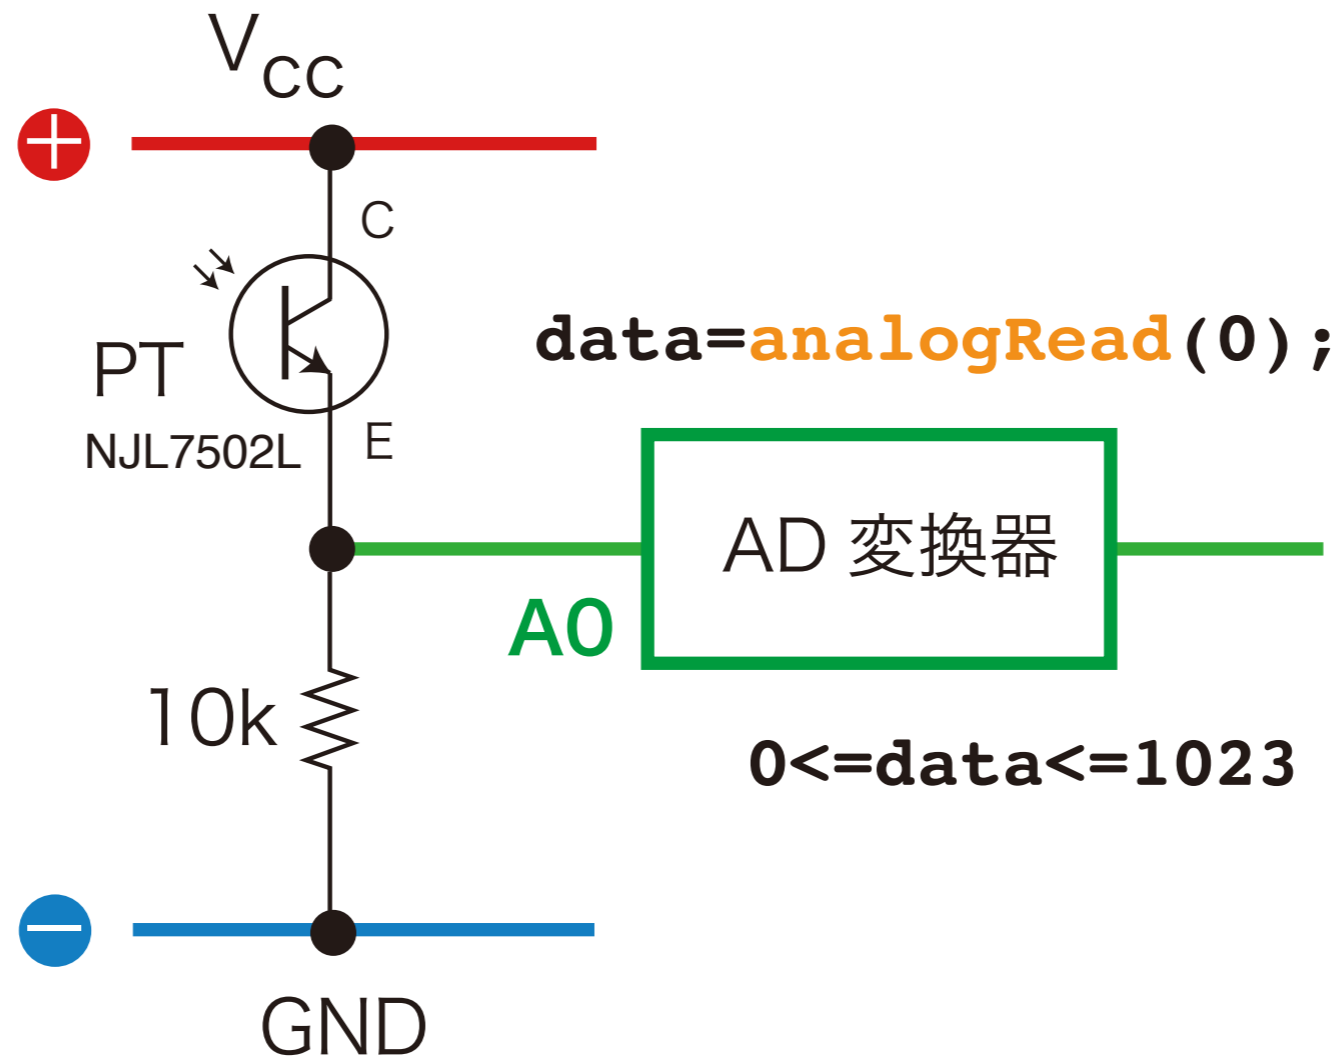 VCC
C
PT
NJL7502L
E
data=analogRead(0);
AD 変換器
A0
10k
0<=data<=1023
GND